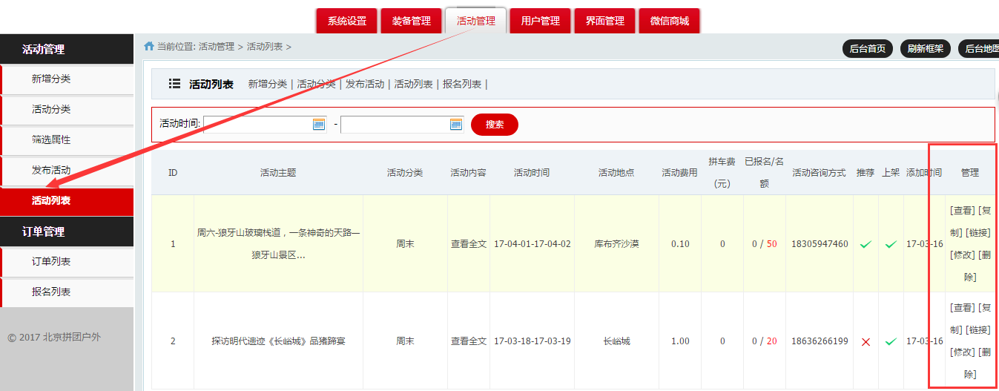 系统设置 装备管理 活动管理 用户管理 界面管理 微信商城
活动管理
新增分类
活动分类
筛选属性
发布活动
活动列表
订单管理
订单列表
报名列表
© 2017 北京拼团户外
当前位置: 活动管理 > 活动列表 >
后台首页 刷新框架 后台地图
活动列表 新增分类 | 活动分类 | 发布活动 | 活动列表 | 报名列表 |
活动时间: - 搜索
ID 活动主题 活动分类 活动内容 活动时间 活动地点 活动费用 拼车费(元) 已报名/名额 活动咨询方式 推荐 上架 添加时间 管理
1 周六-狼牙山玻璃栈道，一条神奇的天路—狼牙山景区... 周末 查看全文 17-04-01-17-04-02 库布齐沙漠 0.10 0 0 / 50 18305947460 17-03-16 [查看] [复制] [链接] [修改] [删除]
2 探访明代遗迹《长峪城》品猪蹄宴 周末 查看全文 17-03-18-17-03-19 长峪城 1.00 0 0 / 20 18636266199 17-03-16 [查看] [复制] [链接] [修改] [删除]